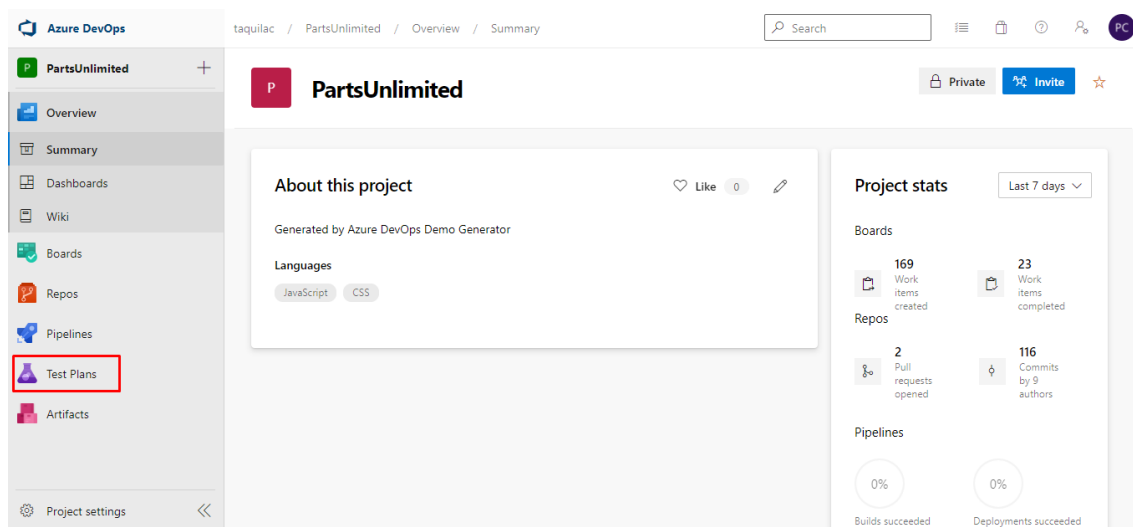 Azure DevOps
taquilac / PartsUnlimited / Overview / Summary
Search
PC
P PartsUnlimited
Overview
Summary
Dashboards
Wiki
Boards
Repos
Pipelines
Test Plans
Artifacts
Project settings
P PartsUnlimited
Private
Invite
About this project
Like 0
Generated by Azure DevOps Demo Generator
Languages
JavaScript CSS
Project stats
Last 7 days
Boards
169
Work
items
created
23
Work
items
completed
Repos
2
Pull
requests
opened
116
Commits
by 9
authors
Pipelines
0%
Builds succeeded
0%
Deployments succeeded